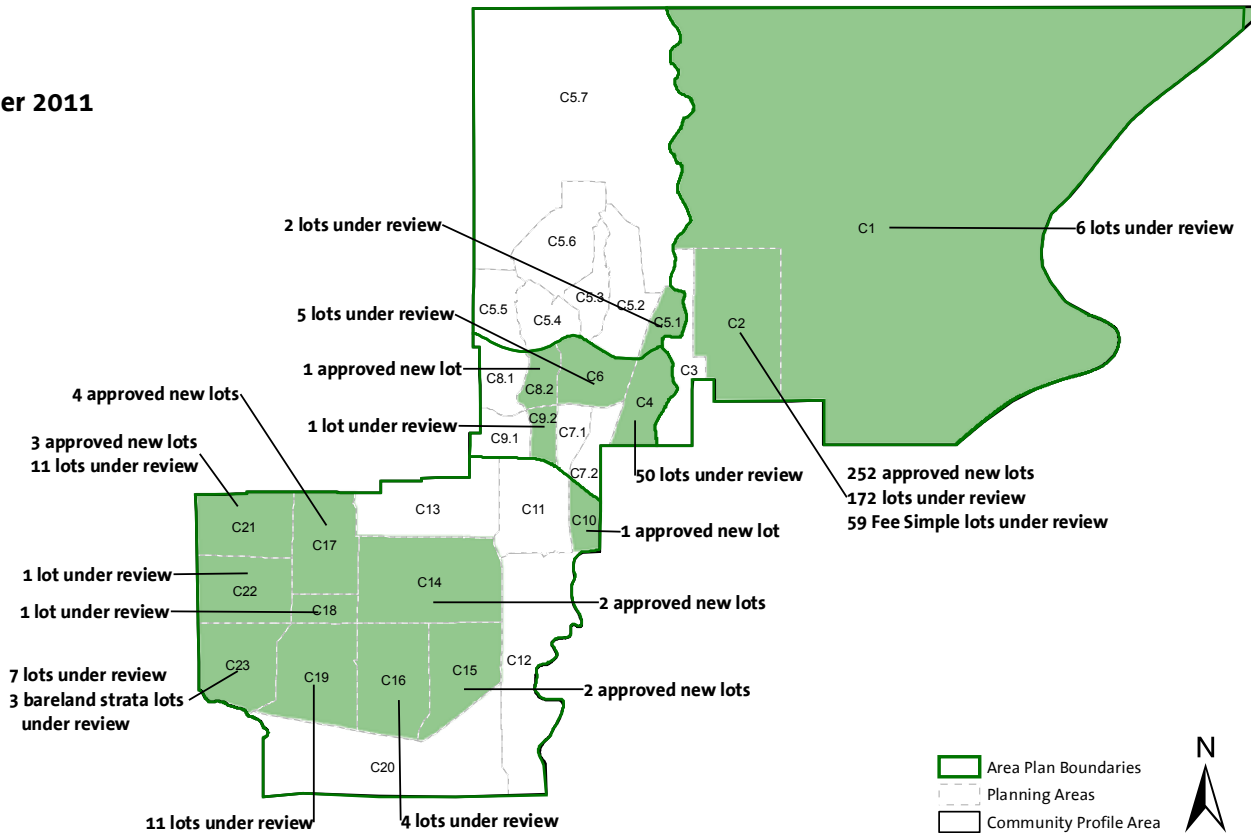 er 2011
C5.7
2 lots under review
C5.6
C1
6 lots under review
C5.5
C5.4
C5.3
C5.2
C5.1
C2
5 lots under review
1 approved new lot
C8.1
C8.2
C6
C3
4 approved new lots
C4
1 lot under review
C9.2
C9.1
C7.1
3 approved new lots
11 lots under review
C7.2
50 lots under review
252 approved new lots
172 lots under review
59 Fee Simple lots under review
C21
C17
C13
C11
C10
1 approved new lot
1 lot under review
C22
C14
1 lot under review
C18
2 approved new lots
7 lots under review
3 bareland strata lots
under review
C23
C19
C16
C15
C12
2 approved new lots
C20
11 lots under review
4 lots under review
N
Area Plan Boundaries
Planning Areas
Community Profile Area